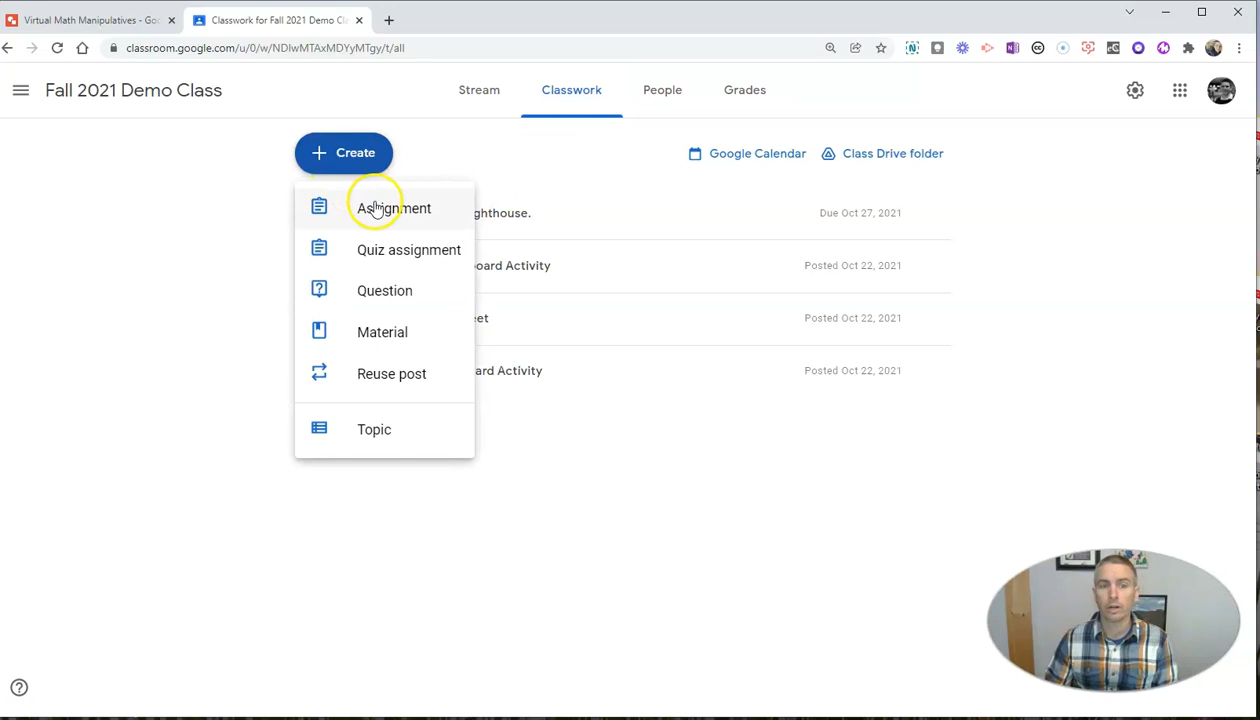 Virtual Math Manipulatives - Goo
Classwork for Fall 2021 Demo Cla
classroom.google.com/u/0/w/NDIwMTAxMDYyMTgy/t/all
Fall 2021 Demo Class
Stream
Classwork
People
Grades
+ Create
Google Calendar
Class Drive folder
Assignment
ghthouse.
Due Oct 27, 2021
Quiz assignment
oard Activity
Posted Oct 22, 2021
Question
Material
eet
Posted Oct 22, 2021
Reuse post
ard Activity
Posted Oct 22, 2021
Topic